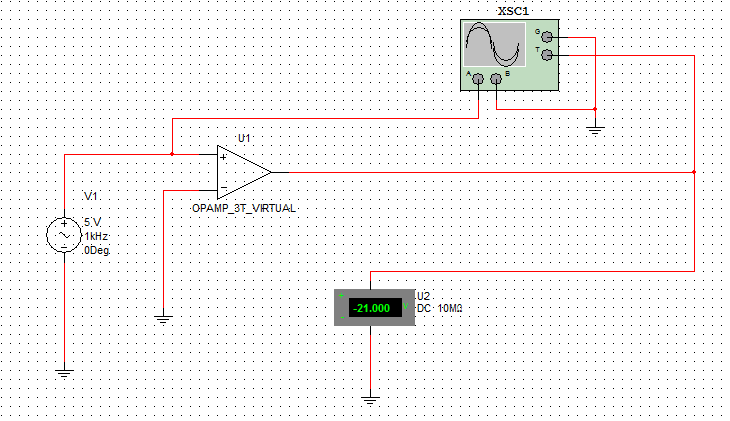 XSC1
G
T
A B
U1
+
−
OPAMP_3T_VIRTUAL
V1
+
5 V
1kHz
0Deg
−
+
-21.000 V
-
U2
DC 10MΩ